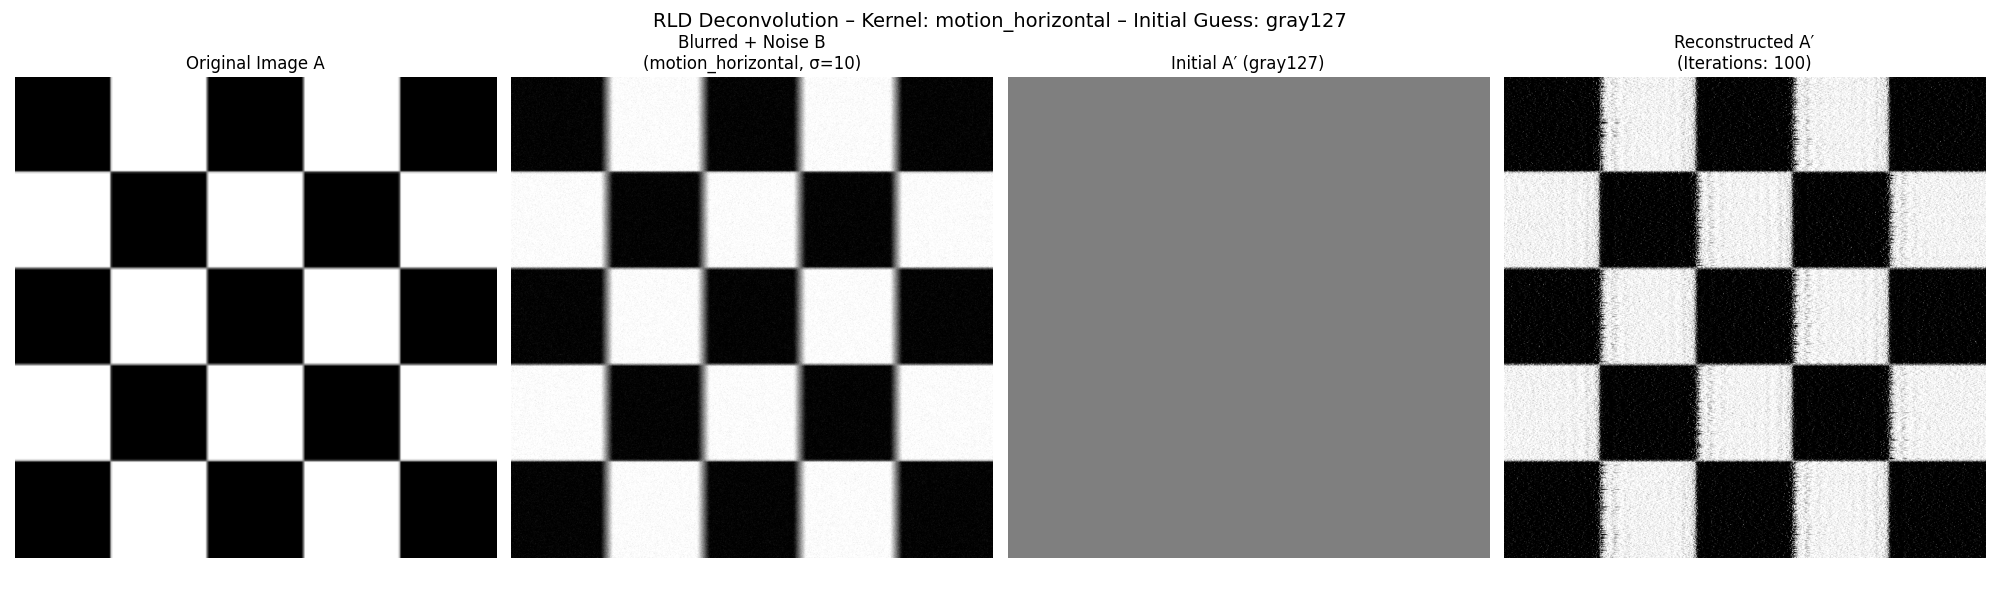 RLD Deconvolution – Kernel: motion_horizontal – Initial Guess: gray127
Original Image A
Blurred + Noise B
(motion_horizontal, σ=10)
Initial A′ (gray127)
Reconstructed A′
(Iterations: 100)